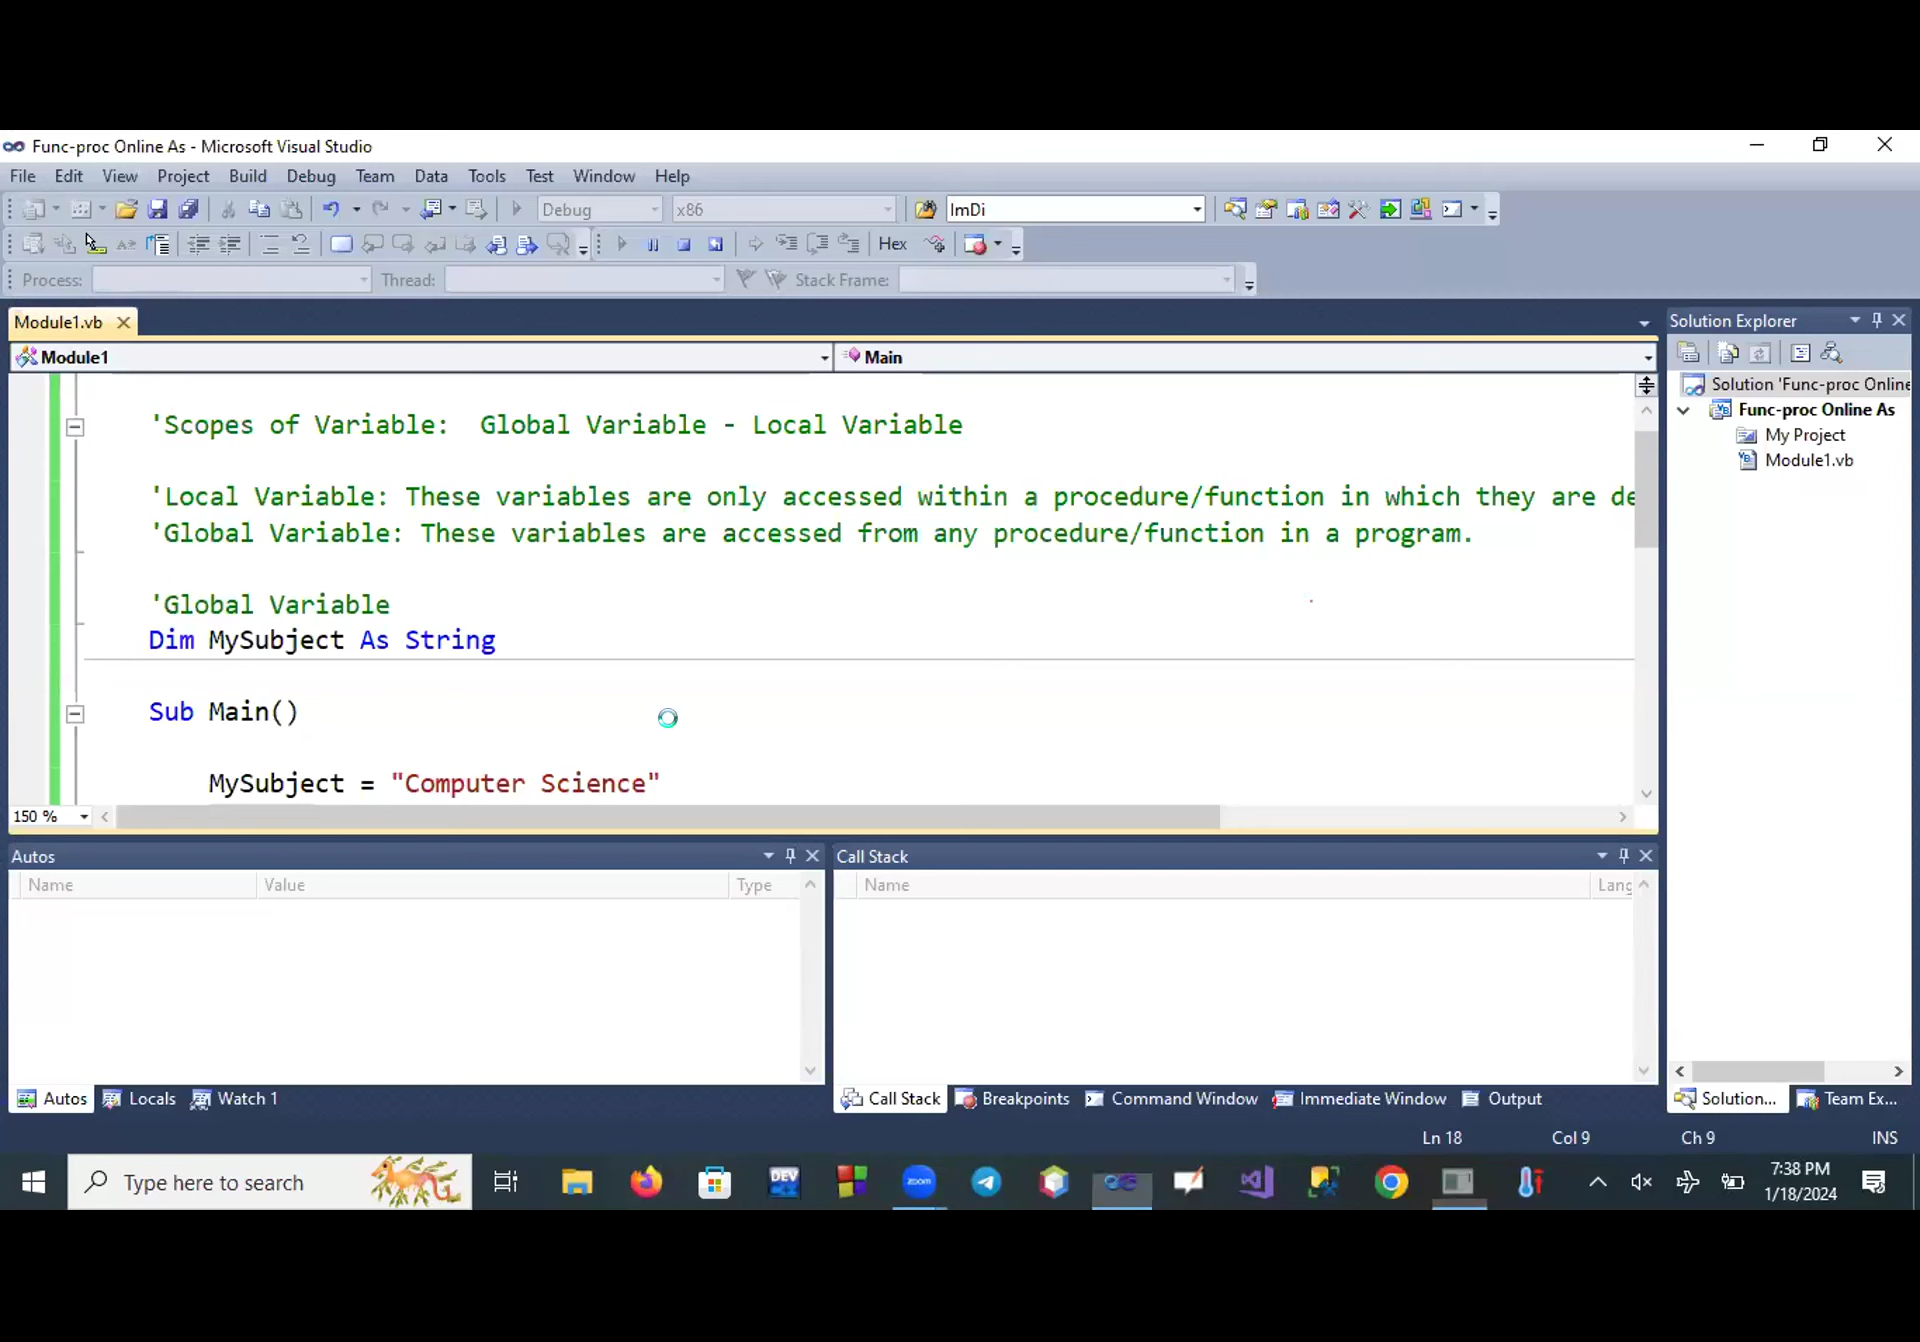 Func-proc Online As - Microsoft Visual Studio
File Edit View Project Build Debug Team Data Tools Test Window Help
Debug x86 ImDi
Hex
Process: Thread: Stack Frame:
Module1.vb
Module1 Main
'Scopes of Variable:  Global Variable - Local Variable
'Local Variable: These variables are only accessed within a procedure/function in which they are de
'Global Variable: These variables are accessed from any procedure/function in a program.
'Global Variable
Dim MySubject As String
Sub Main()
MySubject = "Computer Science"
150 %
Solution Explorer
Solution 'Func-proc Online
Func-proc Online As
My Project
Module1.vb
Autos
Name Value Type
Call Stack
Name Lang
Autos Locals Watch 1
Call Stack Breakpoints Command Window Immediate Window Output
Solution... Team Ex...
Ln 18 Col 9 Ch 9 INS
Type here to search
DEV
zoom
7:38 PM
1/18/2024